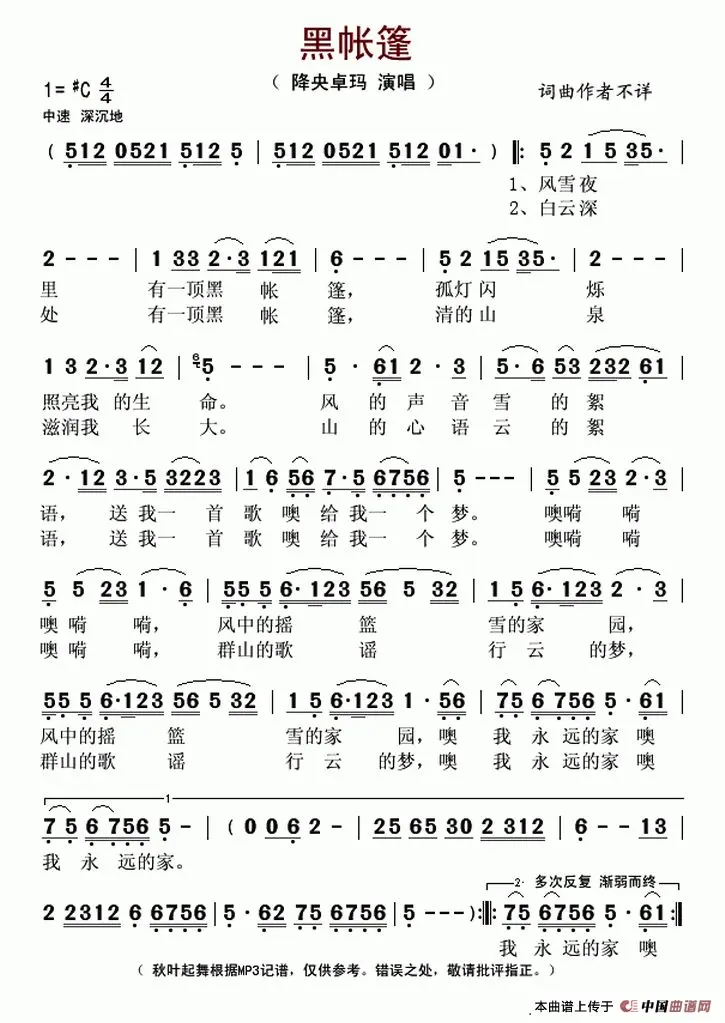 黑帐篷
（ 降央卓玛 演唱 ）
1= #C 4/4
词曲作者不详
中速 深沉地
( 512 0521 512 5 | 512 0521 512 01· ) ‖: 5 2 1 5 35· |
1、风雪夜
2、白云深
2 - - - | 1 33 2·3 121 | 6 - - - | 5 2 15 35· | 2 - - - |
里 有一顶黑 帐 篷， 孤灯闪 烁
处 有一顶黑 帐 篷， 清的山 泉
1 3 2·3 12 | 6 5 - - - | 5· 61 2·3 | 5·6 53 232 61 |
照亮我 的生 命。 风 的 声 音 雪 的 絮
滋润我 长 大。 山 的 心 语 云 的 絮
2·12 3·5 3223 | 1 6 56 7·5 6756 | 5 - - - | 5 5 23 2·3 |
语， 送 我一 首 歌 噢 给 我一 个 梦。 噢嗬 嗬
语， 送 我一 首 歌 噢 给 我一 个 梦。 噢嗬 嗬
5 5 23 1·6 | 55 5 6·123 56 5 32 | 1 5 6·123 2·3 |
噢 嗬 嗬， 风中的摇 篮 雪的家 园，
噢 嗬 嗬， 群山的歌 谣 行 云 的梦，
55 5 6·123 56 5 32 | 1 5 6·123 1·56 | 75 6 756 5·61 |
风中的摇 篮 雪的家 园，噢 我 永 远的家 噢
群山的歌 谣 行 云 的梦，噢 我 永 远的家 噢
1
7 5 6 756 5 - | ( 0 0 6 2 - | 25 65 30 2 312 | 6 - - 13 |
我 永 远的家。
2 2312 6 6756 | 5·62 75 6756 | 5 - - - ) :‖: 75 6756 5·61 :‖
2· 多次反复 渐弱而终
我 永 远的家 噢
（ 秋叶起舞根据MP3记谱，仅供参考。错误之处，敬请批评指正。）
本曲谱上传于 中国曲谱网